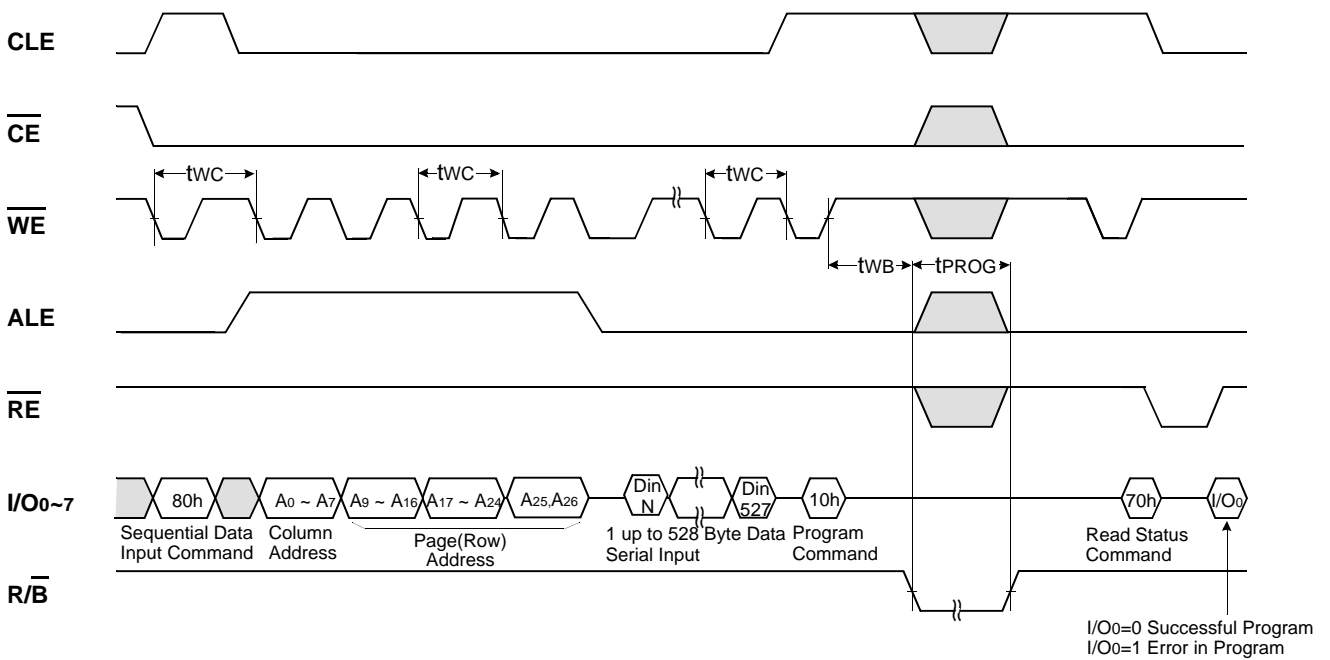 CLE
CE
tWC
tWC
tWC
WE
tWB
tPROG
ALE
RE
I/O0~7
80h
A0 ~ A7
A9 ~ A16
A17 ~ A24
A25,A26
Din
N
Din
527
10h
70h
I/O0
Sequential Data
Input Command
Column
Address
Page(Row)
Address
1 up to 528 Byte Data
Serial Input
Program
Command
Read Status
Command
R/B
I/O0=0 Successful Program
I/O0=1 Error in Program